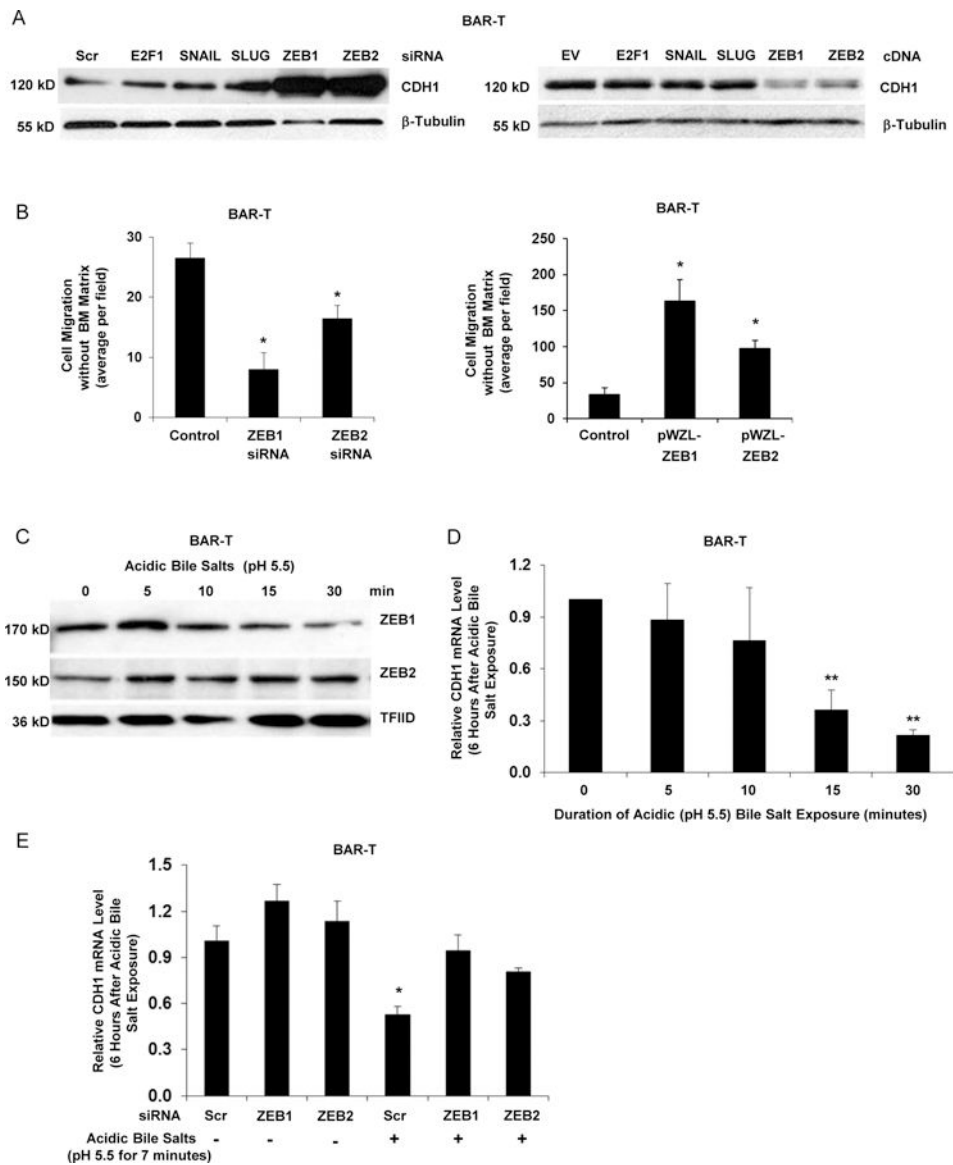 A
BAR-T
Scr E2F1 SNAIL SLUG ZEB1 ZEB2 siRNA
120 kD CDH1
55 kD β-Tubulin
EV E2F1 SNAIL SLUG ZEB1 ZEB2 cDNA
120 kD CDH1
55 kD β-Tubulin
B
BAR-T
Cell Migration
without BM Matrix
(average per field)
30
20
10
0
*
*
Control ZEB1 siRNA ZEB2 siRNA
BAR-T
Cell Migration
without BM Matrix
(average per field)
250
200
150
100
50
0
*
*
Control pWZL-ZEB1 pWZL-ZEB2
C
BAR-T
Acidic Bile Salts (pH 5.5)
0 5 10 15 30 min
170 kD ZEB1
150 kD ZEB2
36 kD TFIID
D
BAR-T
Relative CDH1 mRNA Level
(6 Hours After Acidic Bile
Salt Exposure)
1.2
0.9
0.6
0.3
0.0
**
**
0 5 10 15 30
Duration of Acidic (pH 5.5) Bile Salt Exposure (minutes)
E
BAR-T
Relative CDH1 mRNA Level
(6 Hours After Acidic Bile
Salt Exposure)
1.5
1.2
0.9
0.6
0.3
0.0
*
siRNA Scr ZEB1 ZEB2 Scr ZEB1 ZEB2
Acidic Bile Salts - - - + + +
(pH 5.5 for 7 minutes)